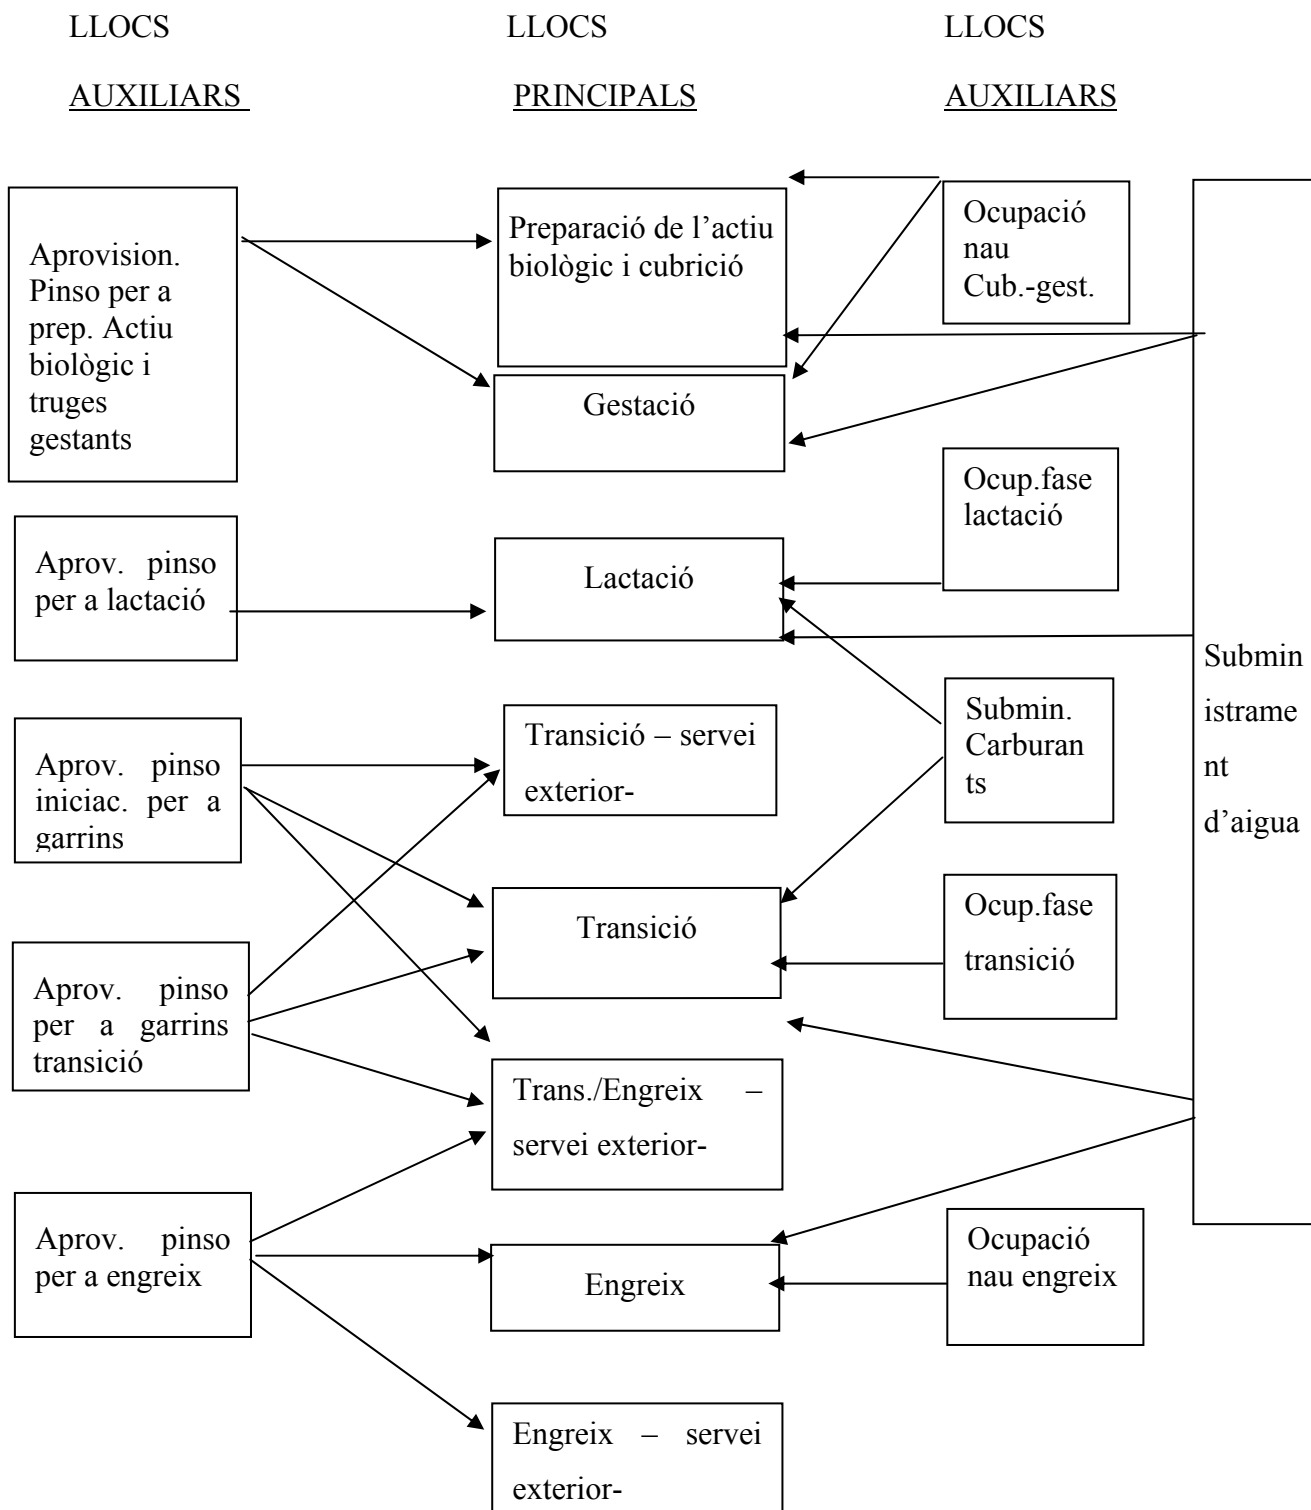 LLOCS
AUXILIARS
LLOCS
PRINCIPALS
LLOCS
AUXILIARS
Aprovision.
Pinso per a
prep. Actiu
biològic i
truges
gestants
Preparació de l’actiu
biològic i cubrició
Ocupació
nau
Cub.-gest.
Gestació
Ocup.fase
lactació
Aprov. pinso
per a lactació
Lactació
Submin
istrame
nt
d’aigua
Aprov. pinso
iniciac. per a
garrins
Transició – servei
exterior-
Submin.
Carburan
ts
Transició
Ocup.fase
transició
Aprov. pinso
per a garrins
transició
Trans./Engreix –
servei exterior-
Aprov. pinso
per a engreix
Engreix
Ocupació
nau engreix
Engreix – servei
exterior-